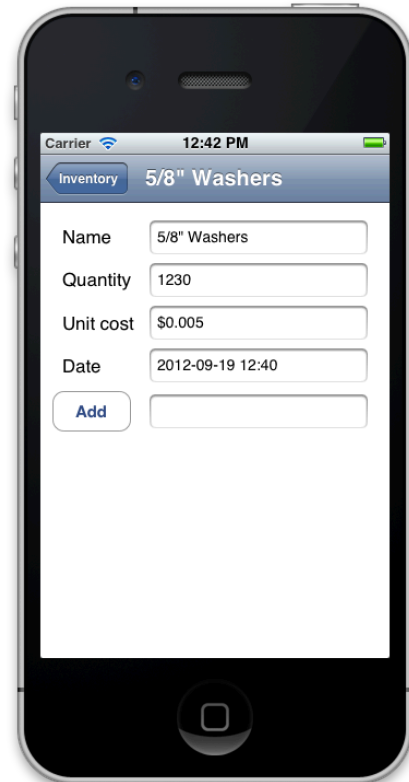 Carrier 12:42 PM
Inventory 5/8" Washers
Name 5/8" Washers
Quantity 1230
Unit cost $0.005
Date 2012-09-19 12:40
Add